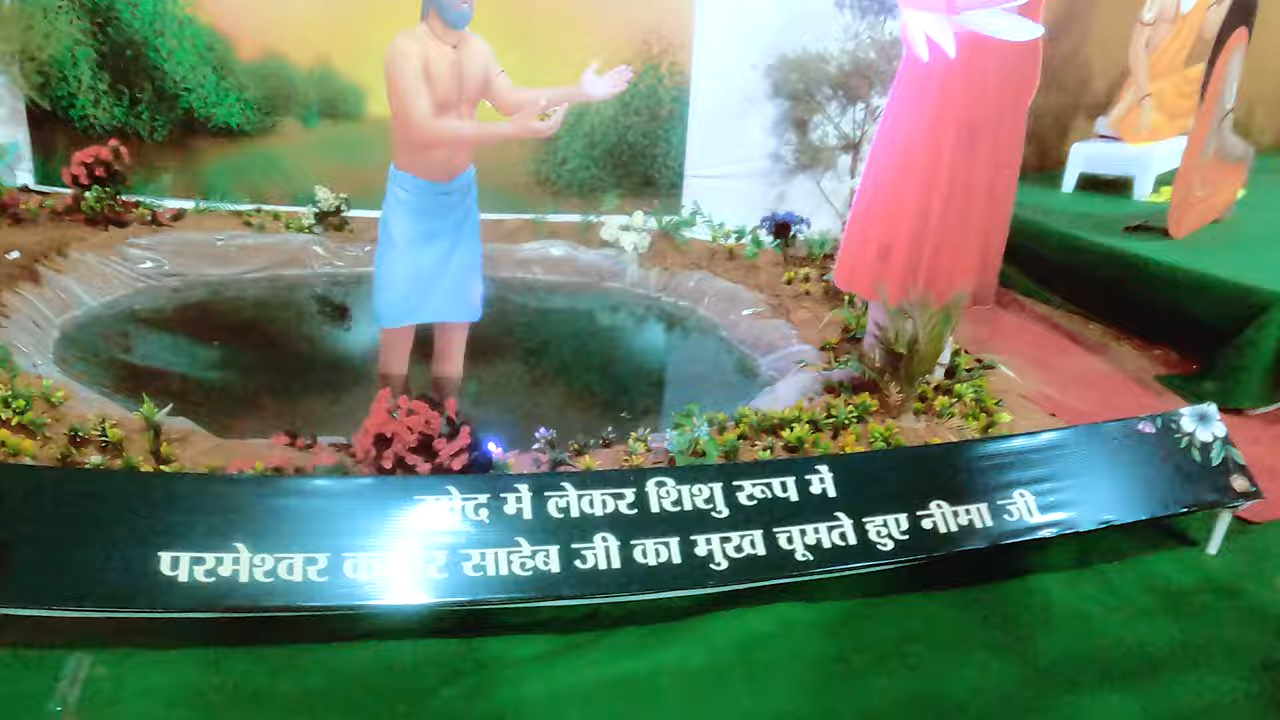 में लेकर शिशु रूप में
परमेश्वर साहेब जी का मुख चूमते हुए नीमा जी